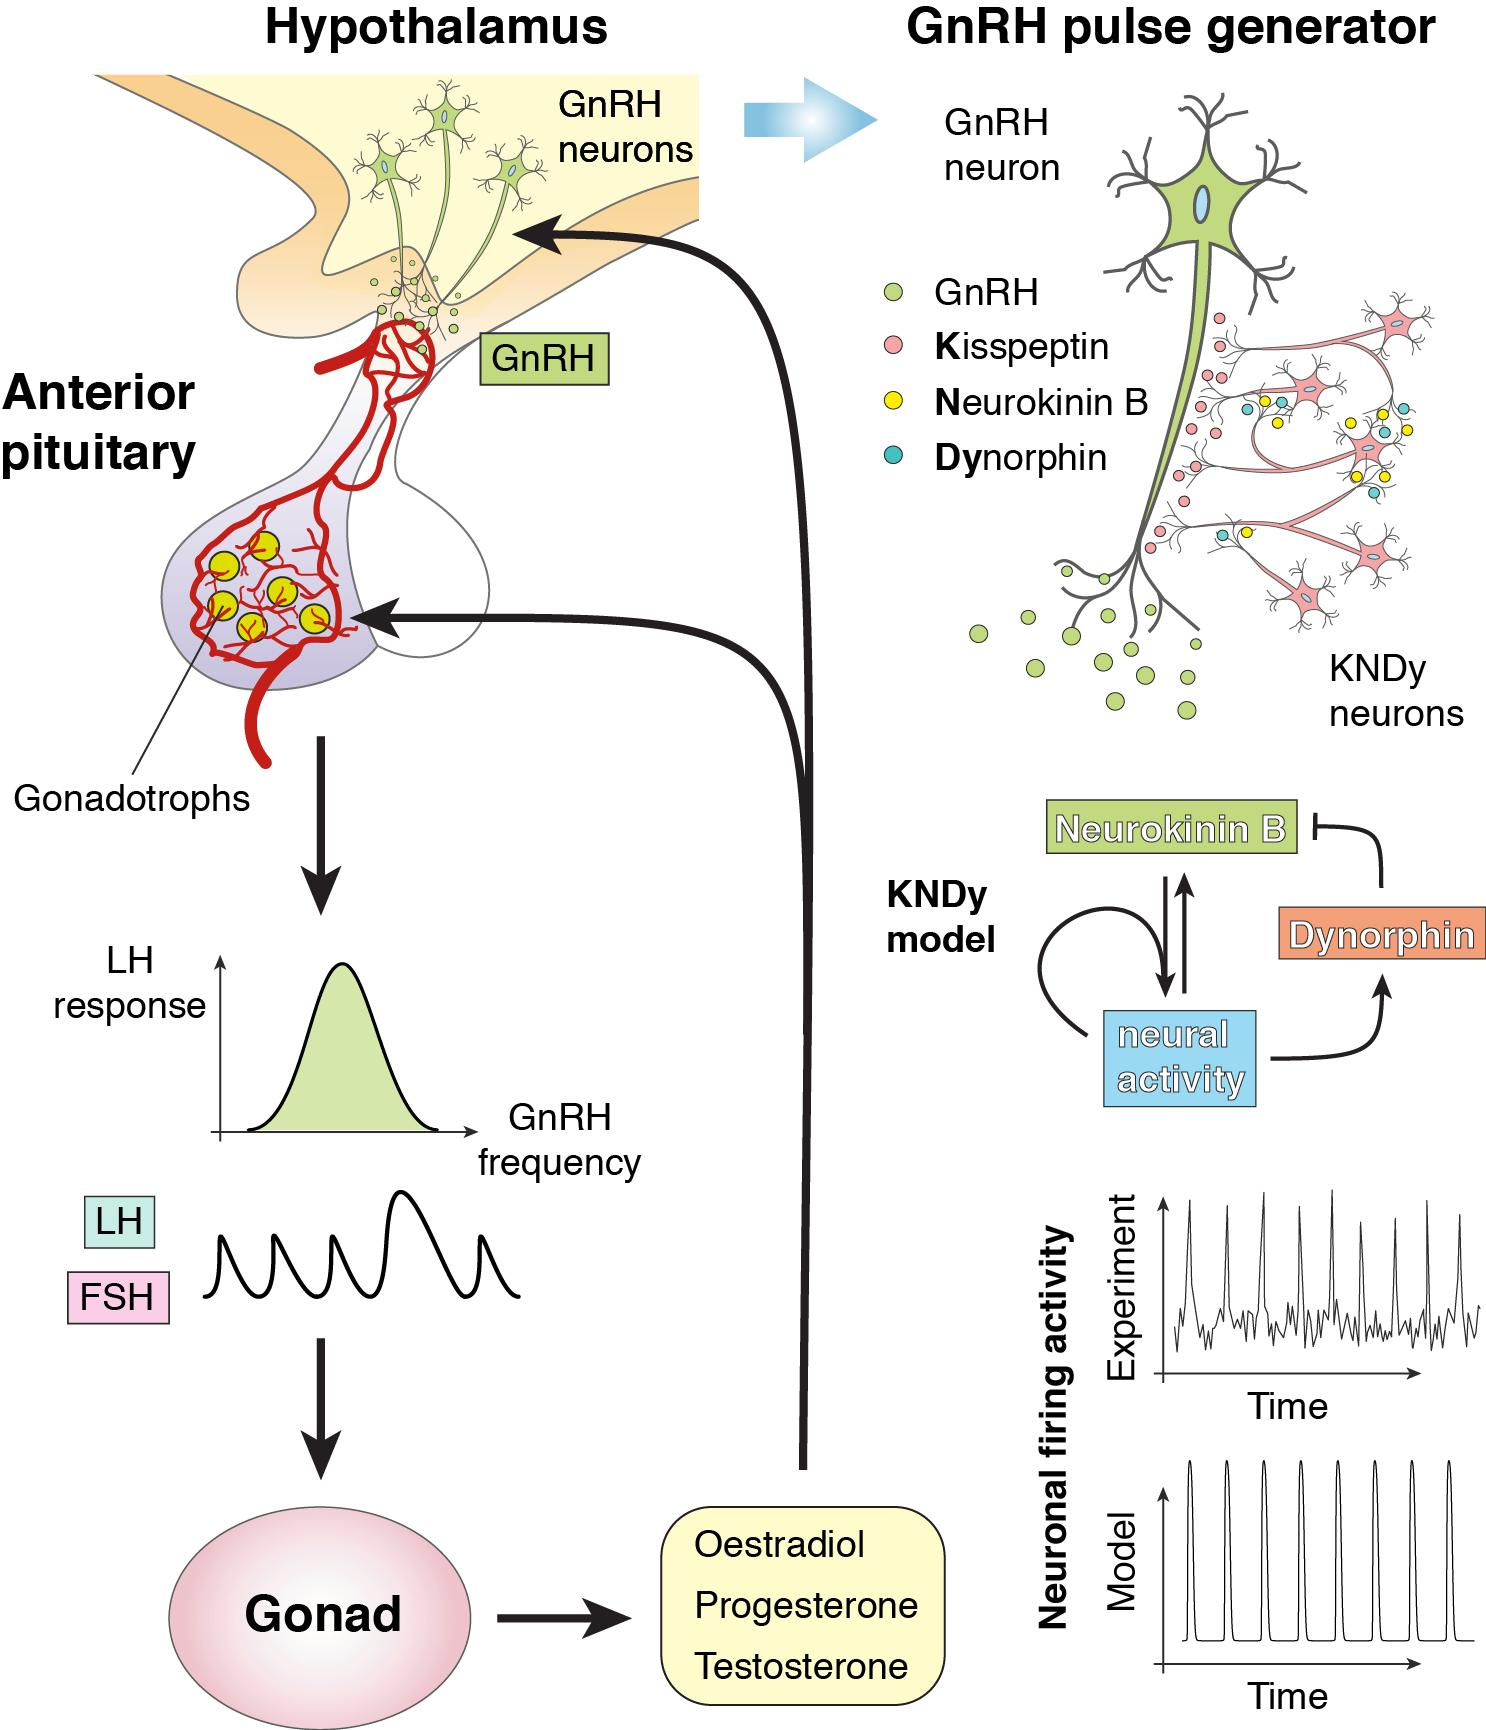 Hypothalamus
GnRH
neurons
GnRH
Anterior
pituitary
Gonadotrophs
LH
response
GnRH
frequency
LH
FSH
Gonad
Oestradiol
Progesterone
Testosterone
GnRH pulse generator
GnRH
neuron
GnRH
Kisspeptin
Neurokinin B
Dynorphin
KNDy
neurons
KNDy
model
Neurokinin B
Dynorphin
neural
activity
Neuronal firing activity
Experiment
Time
Model
Time